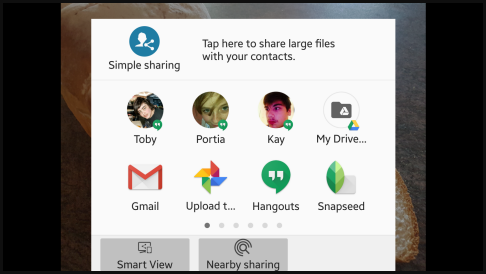 Simple sharing
Tap here to share large files
with your contacts.
Toby
Portia
Kay
My Drive...
Gmail
Upload t...
Hangouts
Snapseed
Smart View
Nearby sharing